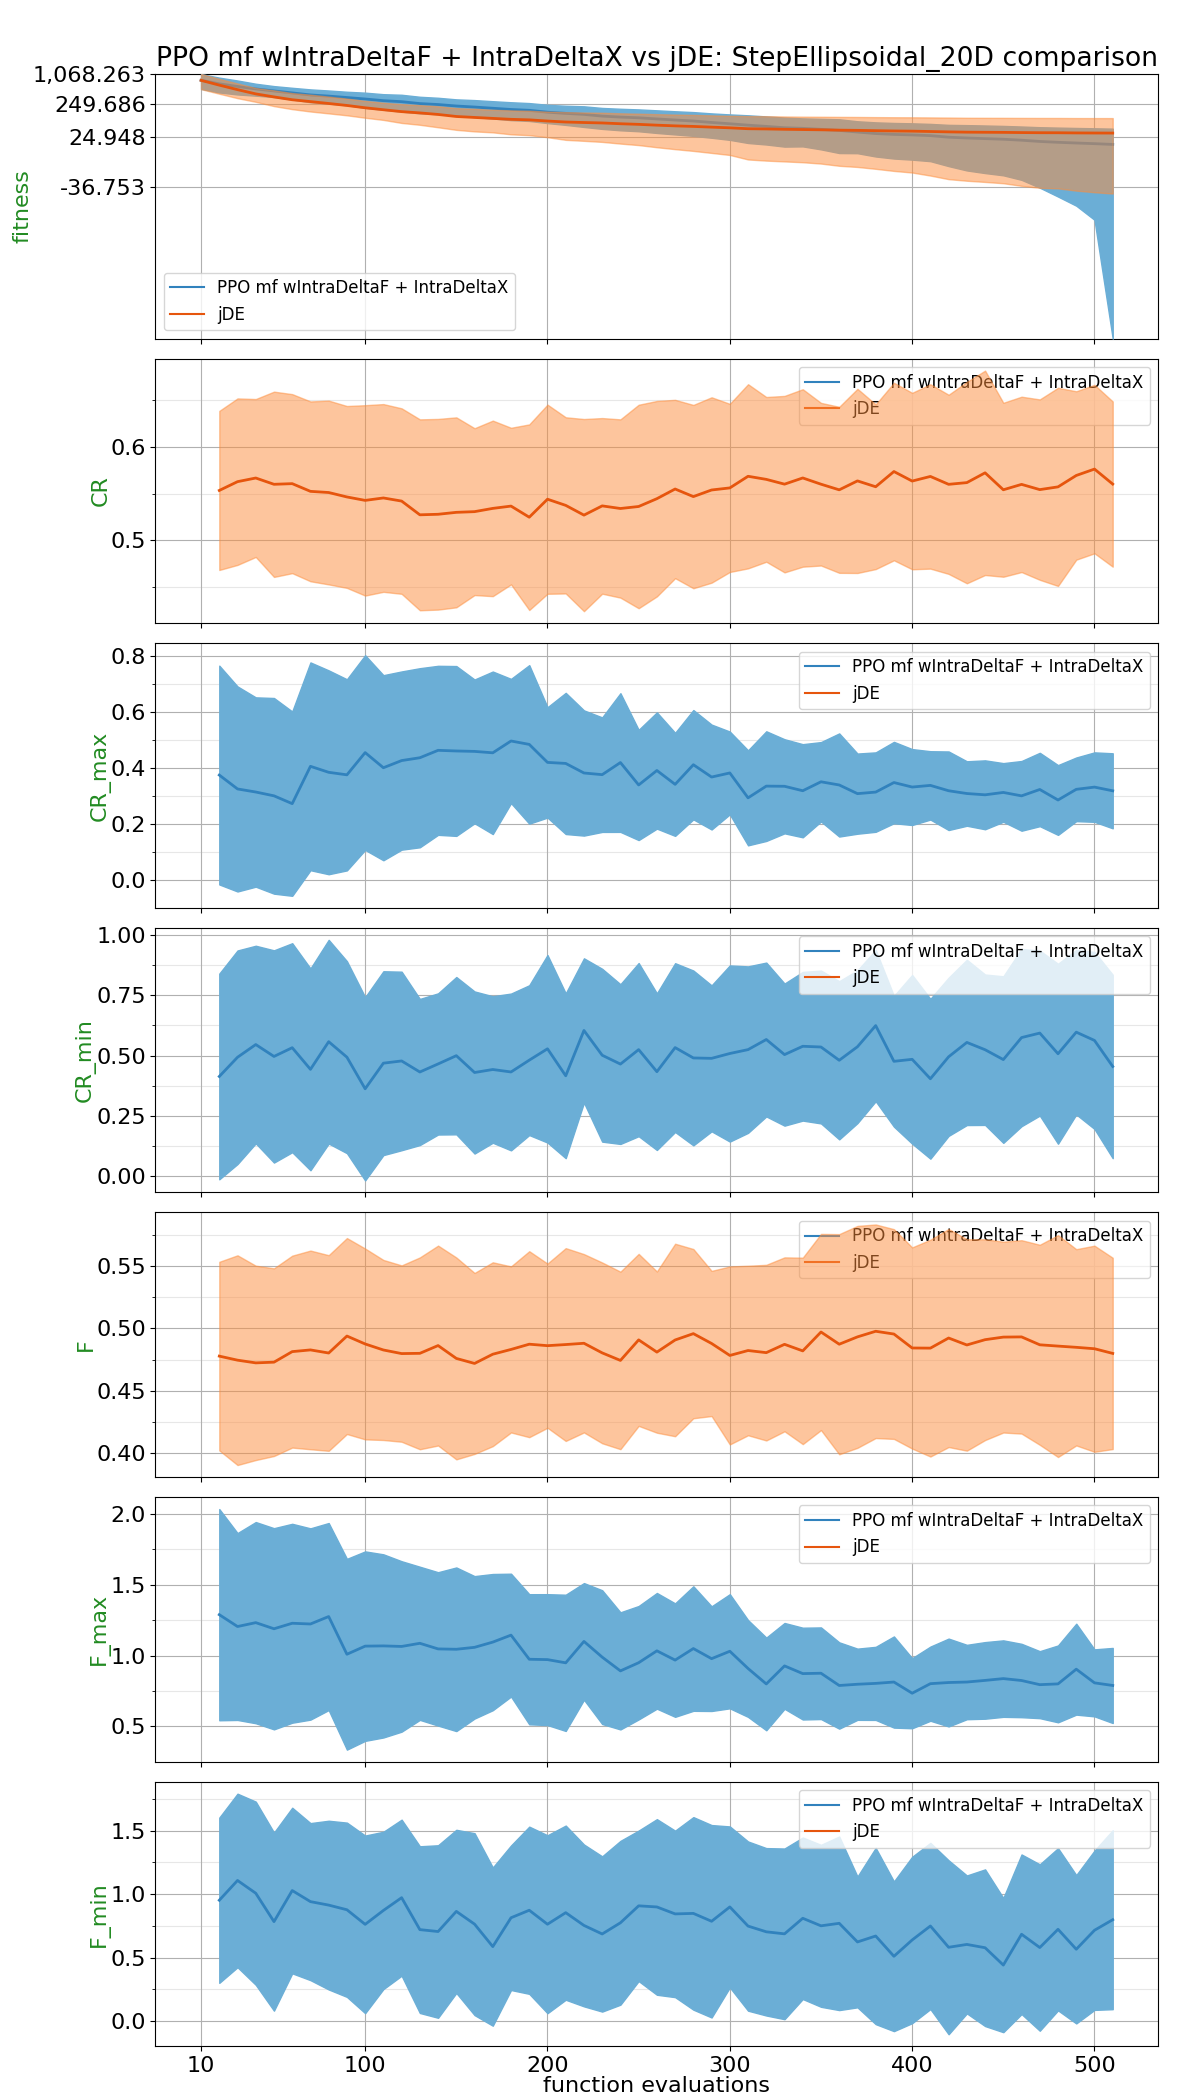 PPO mf wIntraDeltaF + IntraDeltaX vs jDE: StepEllipsoidal_20D comparison
1,068.263
249.686
24.948
-36.753
fitness
PPO mf wIntraDeltaF + IntraDeltaX
jDE
0.6
0.5
CR
PPO mf wIntraDeltaF + IntraDeltaX
jDE
0.8
0.6
0.4
0.2
0.0
CR_max
PPO mf wIntraDeltaF + IntraDeltaX
jDE
1.00
0.75
0.50
0.25
0.00
CR_min
PPO mf wIntraDeltaF + IntraDeltaX
jDE
0.55
0.50
0.45
0.40
F
PPO mf wIntraDeltaF + IntraDeltaX
jDE
2.0
1.5
1.0
0.5
F_max
PPO mf wIntraDeltaF + IntraDeltaX
jDE
1.5
1.0
0.5
0.0
F_min
PPO mf wIntraDeltaF + IntraDeltaX
jDE
10 100 200 300 400 500
function evaluations